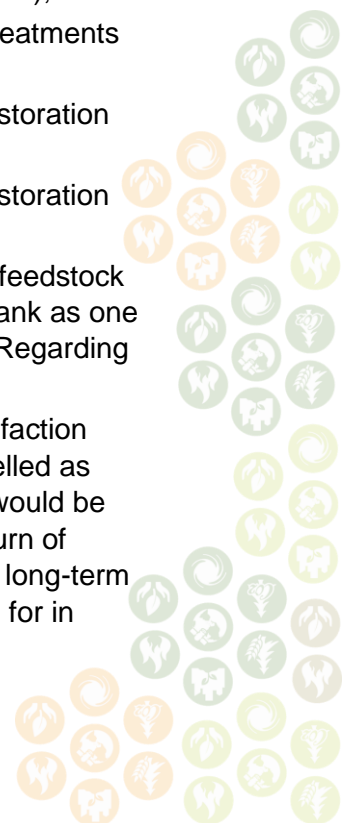 eatments
storation
storation
feedstock
ank as one
Regarding
faction
elled as
would be
urn of
long-term
for in